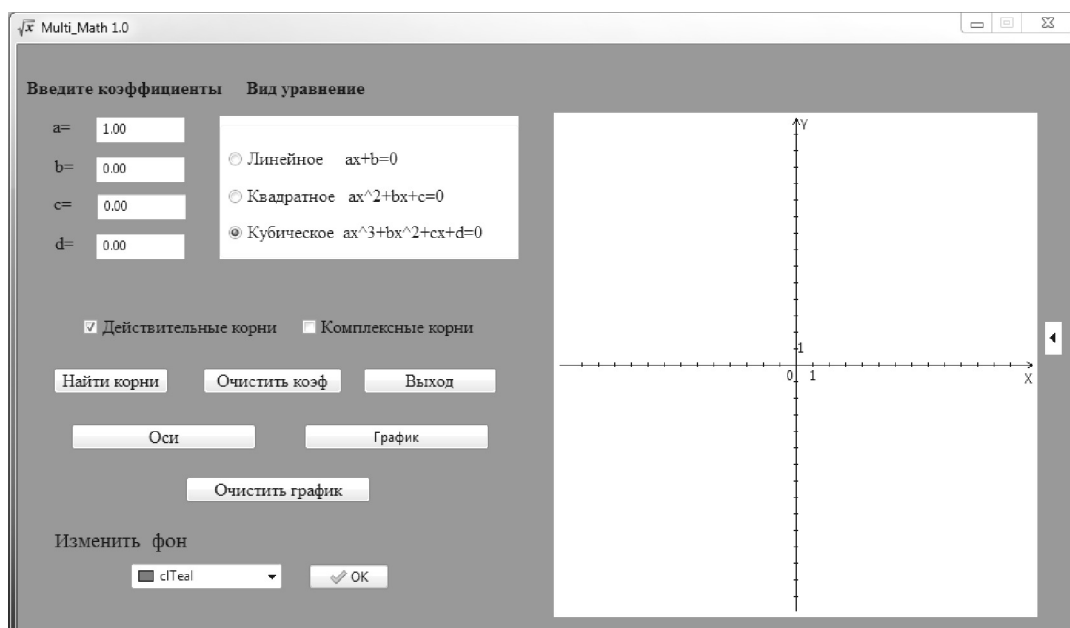 Multi_Math 1.0
Введите коэффициенты Вид уравнение
a= 1.00
b= 0.00
c= 0.00
d= 0.00
Линейное ax+b=0
Квадратное ax^2+bx+c=0
Кубическое ax^3+bx^2+cx+d=0
Действительные корни Комплексные корни
Найти корни Очистить коэф Выход
Оси График
Очистить график
Изменить фон
clTeal OK
Y
1
0 1
X